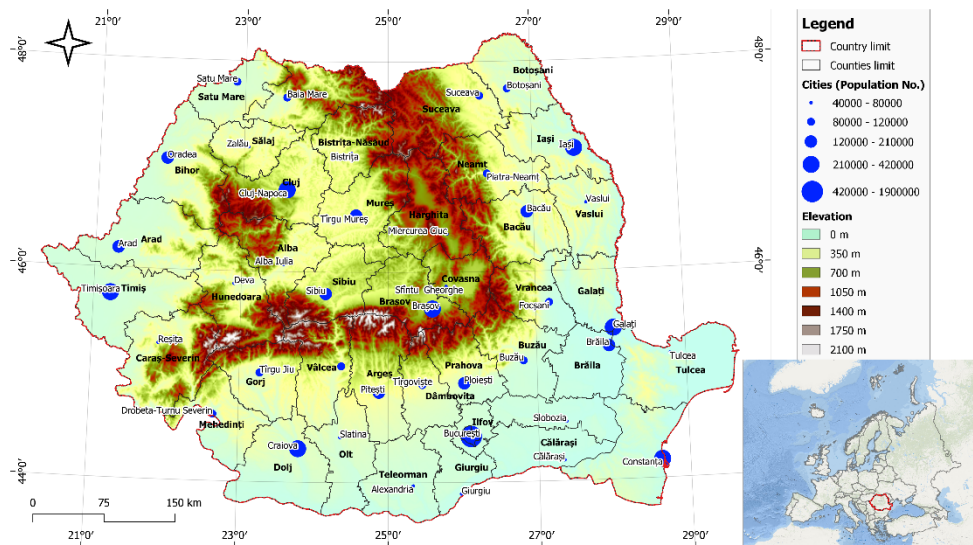 21°0' 23°0' 25°0' 27°0' 29°0'
48°0'
48°0'
46°0'
46°0'
44°0'
44°0'
21°0' 23°0' 25°0' 27°0' 29°0'
Botoșani
Botoșani
Satu Mare
Satu Mare
Baia Mare
Suceava
Suceava
Iași
Iași
Zalău
Sălaj
Bistrița-Năsăud
Bistrița
Oradea
Bihor
Neamț
Piatra-Neamț
Cluj
Cluj-Napoca
Mureș
Tîrgu Mureș
Harghita
Miercurea Ciuc
Bacău
Bacău
Vaslui
Vaslui
Arad
Arad
Alba
Alba Iulia
Deva
Hunedoara
Sibiu
Sibiu
Covasna
Sfîntu Gheorghe
Brașov
Brașov
Vrancea
Focșani
Galați
Galați
Timișoara
Timiș
Reșița
Caraș-Severin
Tîrgu Jiu
Gorj
Vâlcea
Argeș
Pitești
Prahova
Tîrgoviște
Ploiești
Dâmbovița
Buzău
Buzău
Brăila
Brăila
Tulcea
Tulcea
Drobeta-Turnu Severin
Mehedinți
Craiova
Dolj
Slatina
Olt
Ilfov
București
Slobozia
Călărași
Călărași
Constanța
Teleorman
Alexandria
Giurgiu
Giurgiu
0 75 150 km
Legend
Country limit
Counties limit
Cities (Population No.)
40000 - 80000
80000 - 120000
120000 - 210000
210000 - 420000
420000 - 1900000
Elevation
0 m
350 m
700 m
1050 m
1400 m
1750 m
2100 m